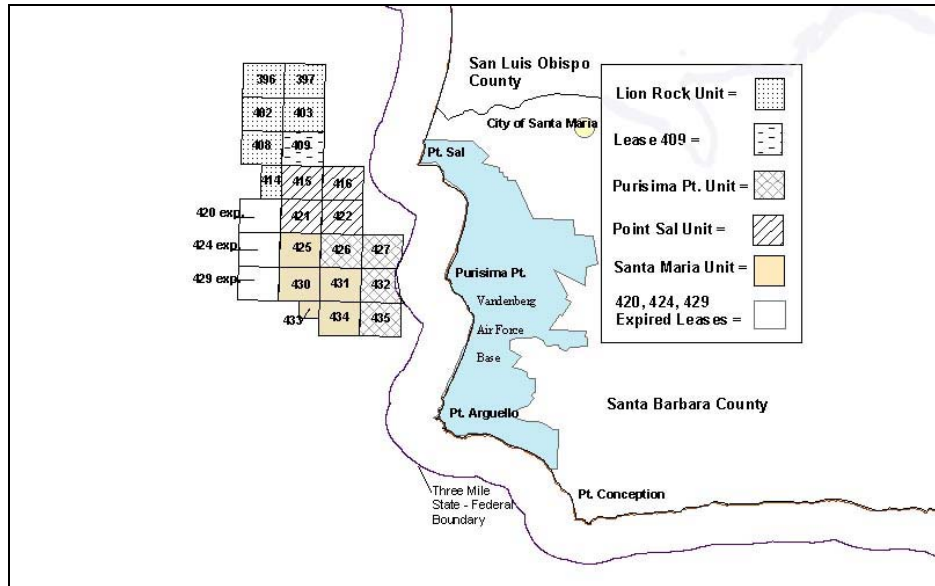 San Luis Obispo
County
City of Santa Maria
Pt. Sal
396 397
402 403
408 409
414 415 416
420 exp.
421 422
424 exp.
425 426 427
429 exp.
430 431 432
433
434 435
Purisima Pt.
Vandenberg
Air Force
Base
Pt. Arguello
Santa Barbara County
Pt. Conception
Three Mile
State - Federal
Boundary
Lion Rock Unit =
Lease 409 =
Purisima Pt. Unit =
Point Sal Unit =
Santa Maria Unit =
420, 424, 429
Expired Leases =